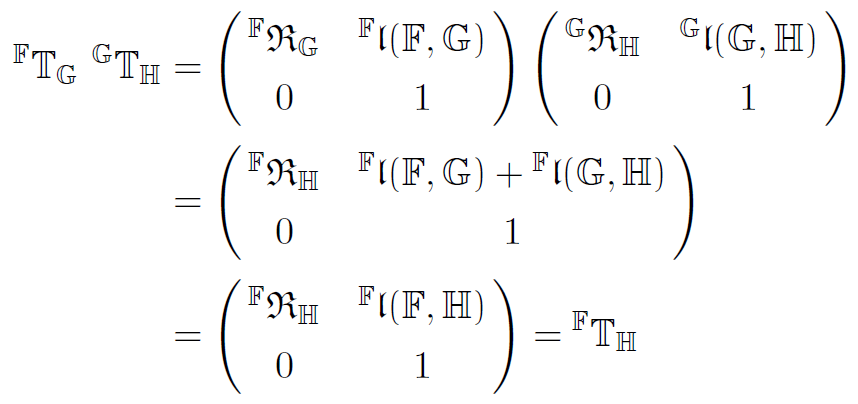 $^{\mathbb{F}}\mathbb{T}_{\mathbb{G}}\ ^{\mathbb{G}}\mathbb{T}_{\mathbb{H}} = \begin{pmatrix} ^{\mathbb{F}}\mathfrak{R}_{\mathbb{G}} & ^{\mathbb{F}}\mathfrak{l}(\mathbb{F}, \mathbb{G}) \\ 0 & 1 \end{pmatrix} \begin{pmatrix} ^{\mathbb{G}}\mathfrak{R}_{\mathbb{H}} & ^{\mathbb{G}}\mathfrak{l}(\mathbb{G}, \mathbb{H}) \\ 0 & 1 \end{pmatrix}$
$= \begin{pmatrix} ^{\mathbb{F}}\mathfrak{R}_{\mathbb{H}} & ^{\mathbb{F}}\mathfrak{l}(\mathbb{F}, \mathbb{G}) + {}^{\mathbb{F}}\mathfrak{l}(\mathbb{G}, \mathbb{H}) \\ 0 & 1 \end{pmatrix}$
$= \begin{pmatrix} ^{\mathbb{F}}\mathfrak{R}_{\mathbb{H}} & ^{\mathbb{F}}\mathfrak{l}(\mathbb{F}, \mathbb{H}) \\ 0 & 1 \end{pmatrix} = {}^{\mathbb{F}}\mathbb{T}_{\mathbb{H}}$